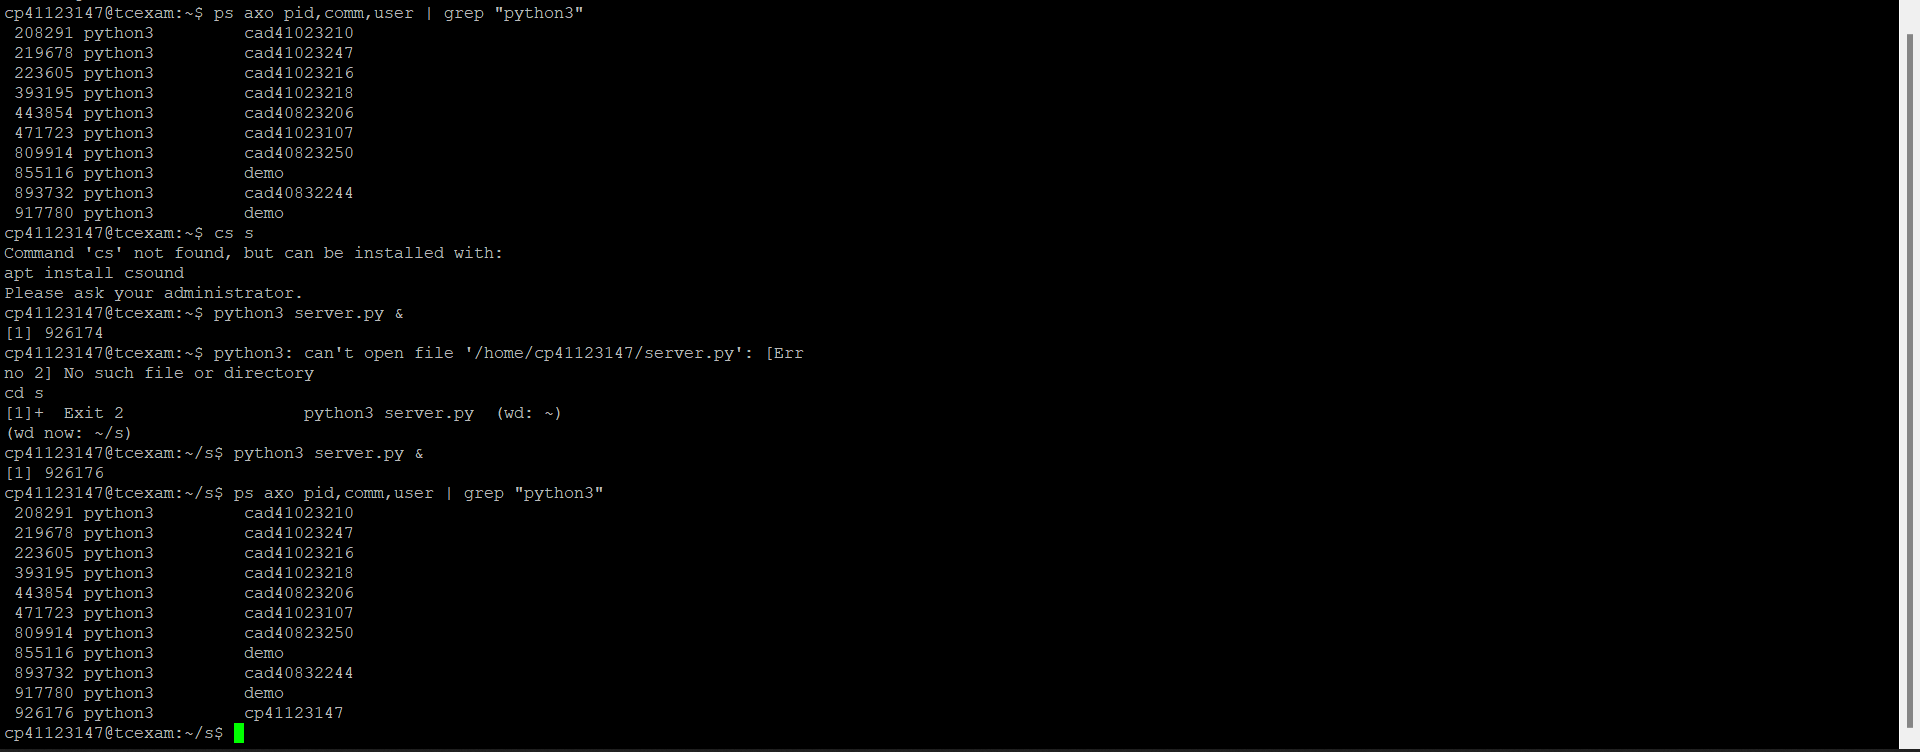 cp41123147@tcexam:~$ ps axo pid,comm,user | grep "python3"
208291 python3 cad41023210
219678 python3 cad41023247
223605 python3 cad41023216
393195 python3 cad41023218
443854 python3 cad40823206
471723 python3 cad41023107
809914 python3 cad40823250
855116 python3 demo
893732 python3 cad40832244
917780 python3 demo
cp41123147@tcexam:~$ cs s
Command 'cs' not found, but can be installed with:
apt install csound
Please ask your administrator.
cp41123147@tcexam:~$ python3 server.py &
[1] 926174
cp41123147@tcexam:~$ python3: can't open file '/home/cp41123147/server.py': [Err
no 2] No such file or directory
cd s
[1]+  Exit 2                  python3 server.py  (wd: ~)
(wd now: ~/s)
cp41123147@tcexam:~/s$ python3 server.py &
[1] 926176
cp41123147@tcexam:~/s$ ps axo pid,comm,user | grep "python3"
208291 python3 cad41023210
219678 python3 cad41023247
223605 python3 cad41023216
393195 python3 cad41023218
443854 python3 cad40823206
471723 python3 cad41023107
809914 python3 cad40823250
855116 python3 demo
893732 python3 cad40832244
917780 python3 demo
926176 python3 cp41123147
cp41123147@tcexam:~/s$